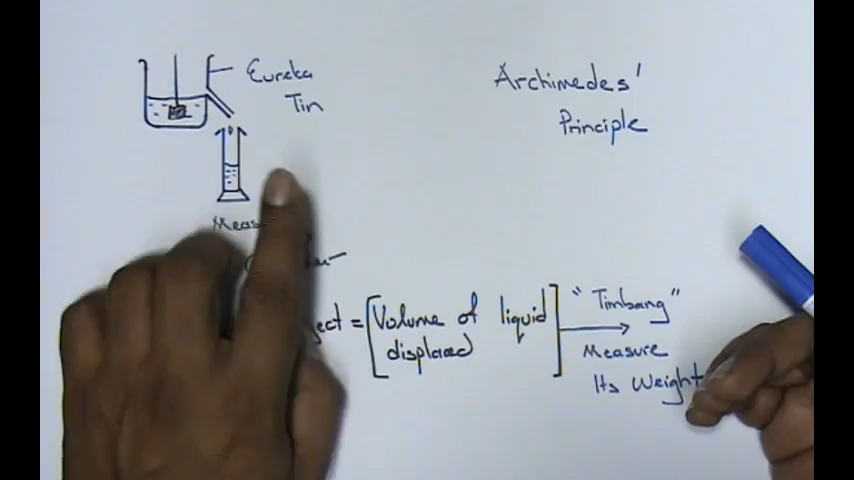 Eureka
Tin
Archimedes'
Principle
= [Volume of liquid
displaced]
"Timbang"
Measure
Its Weight